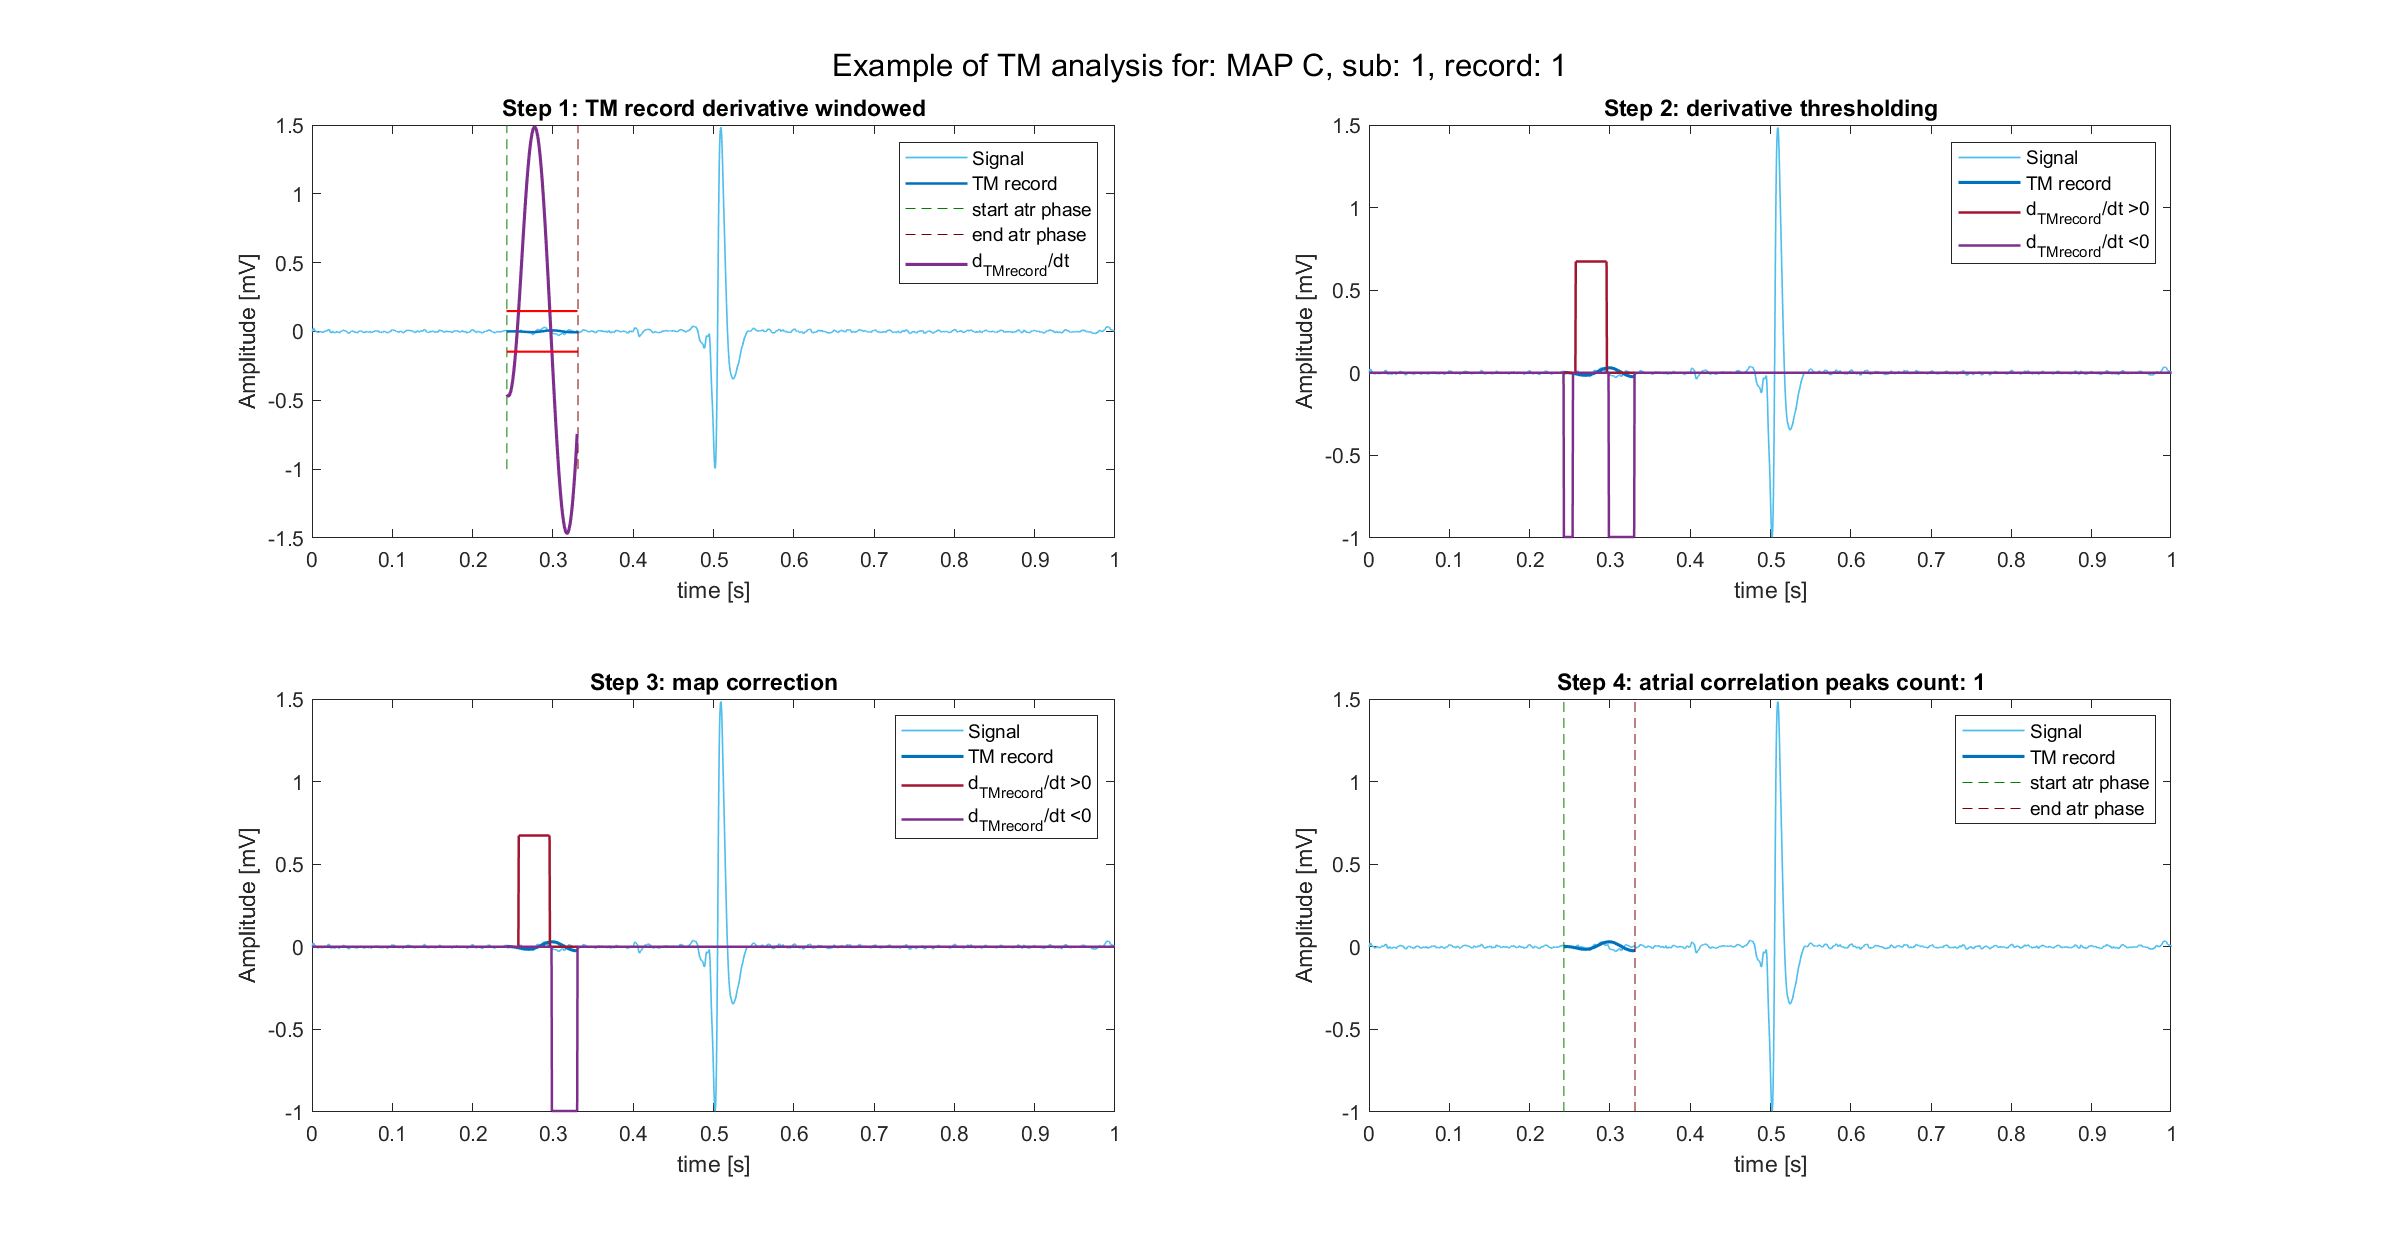 Example of TM analysis for: MAP C, sub: 1, record: 1
Step 1: TM record derivative windowed
1.5
1
0.5
0
-0.5
-1
-1.5
Amplitude [mV]
0 0.1 0.2 0.3 0.4 0.5 0.6 0.7 0.8 0.9 1
time [s]
Signal
TM record
start atr phase
end atr phase
dTMrecord/dt
Step 2: derivative thresholding
1.5
1
0.5
0
-0.5
-1
Amplitude [mV]
0 0.1 0.2 0.3 0.4 0.5 0.6 0.7 0.8 0.9 1
time [s]
Signal
TM record
dTMrecord/dt >0
dTMrecord/dt <0
Step 3: map correction
1.5
1
0.5
0
-0.5
-1
Amplitude [mV]
0 0.1 0.2 0.3 0.4 0.5 0.6 0.7 0.8 0.9 1
time [s]
Signal
TM record
dTMrecord/dt >0
dTMrecord/dt <0
Step 4: atrial correlation peaks count: 1
1.5
1
0.5
0
-0.5
-1
Amplitude [mV]
0 0.1 0.2 0.3 0.4 0.5 0.6 0.7 0.8 0.9 1
time [s]
Signal
TM record
start atr phase
end atr phase